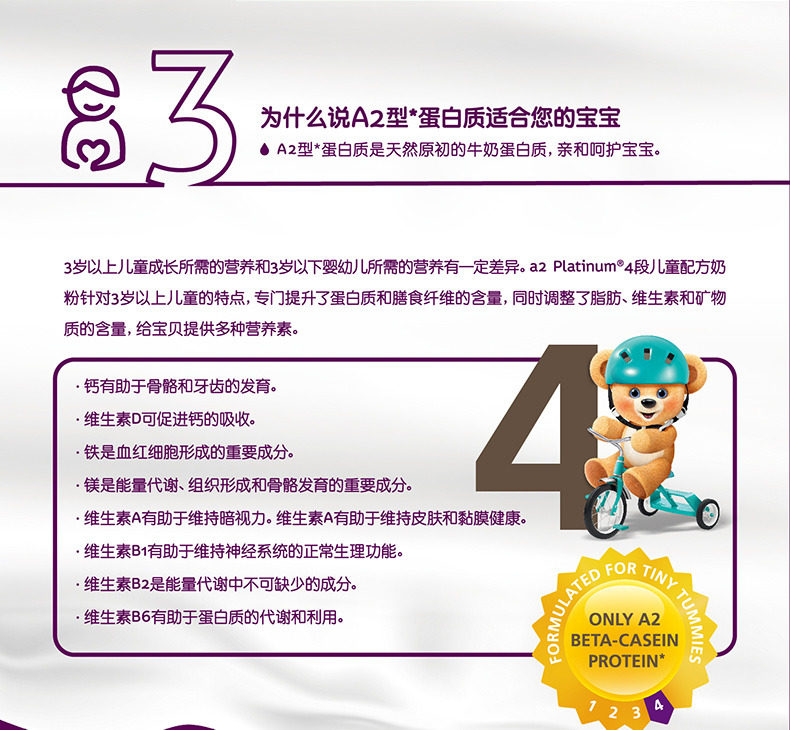 3
为什么说A2型*蛋白质适合您的宝宝
A2型*蛋白质是天然原初的牛奶蛋白质，亲和呵护宝宝。
3岁以上儿童成长所需的营养和3岁以下婴幼儿所需的营养有一定差异。a2 Platinum®4段儿童配方奶
粉针对3岁以上儿童的特点，专门提升了蛋白质和膳食纤维的含量，同时调整了脂肪、维生素和矿物
质的含量，给宝贝提供多种营养素。
4
·钙有助于骨骼和牙齿的发育。
·维生素D可促进钙的吸收。
·铁是血红细胞形成的重要成分。
·镁是能量代谢、组织形成和骨骼发育的重要成分。
·维生素A有助于维持暗视力。维生素A有助于维持皮肤和黏膜健康。
·维生素B1有助于维持神经系统的正常生理功能。
·维生素B2是能量代谢中不可缺少的成分。
·维生素B6有助于蛋白质的代谢和利用。
FORMULATED FOR TINY TUMMIES
ONLY A2
BETA-CASEIN
PROTEIN*
1 2 3 4